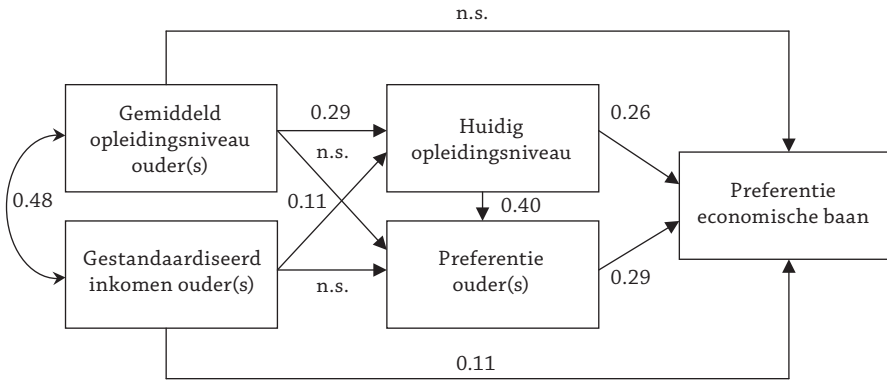 n.s.
Gemiddeld
opleidingsniveau
ouder(s)
0.29
n.s.
Huidig
opleidingsniveau
0.26
Preferentie
economische baan
0.48
0.11
0.40
Gestandaardiseerd
inkomen ouder(s)
n.s.
Preferentie
ouder(s)
0.29
0.11